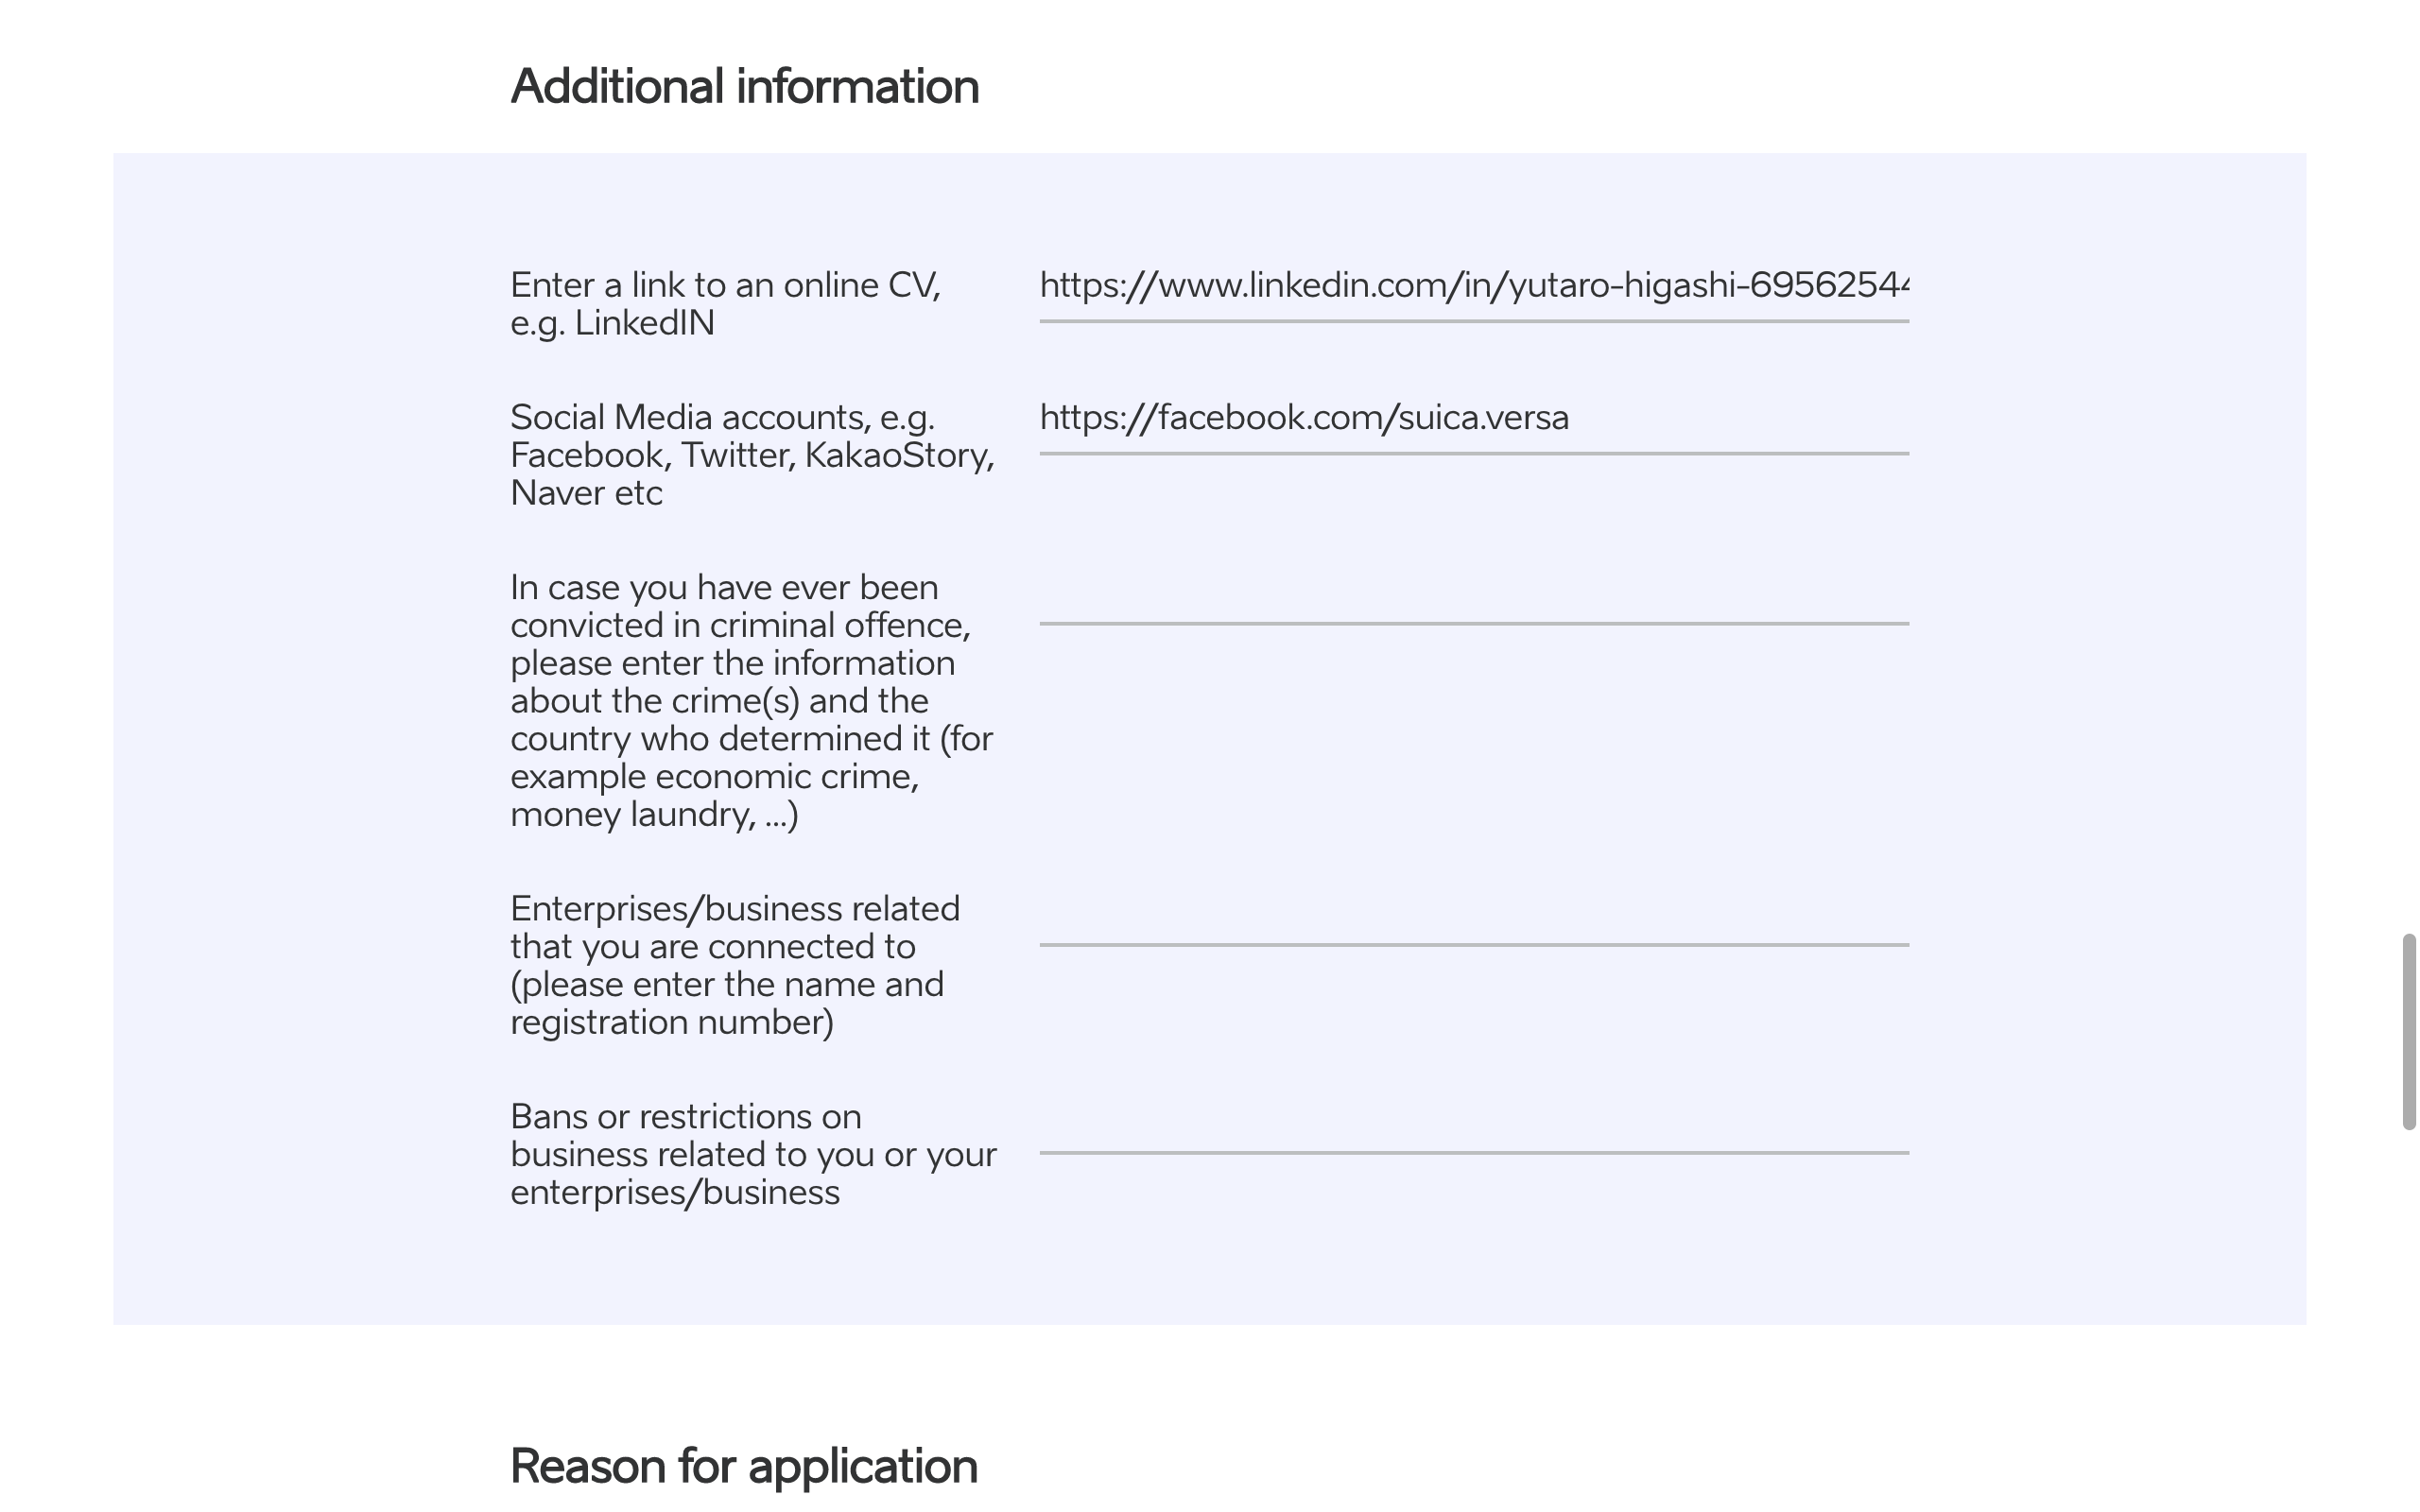 Additional information
Enter a link to an online CV,
e.g. LinkedIN
https://www.linkedin.com/in/yutaro-higashi-69562544
Social Media accounts, e.g.
Facebook, Twitter, KakaoStory,
Naver etc
https://facebook.com/suica.versa
In case you have ever been
convicted in criminal offence,
please enter the information
about the crime(s) and the
country who determined it (for
example economic crime,
money laundry, ...)
Enterprises/business related
that you are connected to
(please enter the name and
registration number)
Bans or restrictions on
business related to you or your
enterprises/business
Reason for application